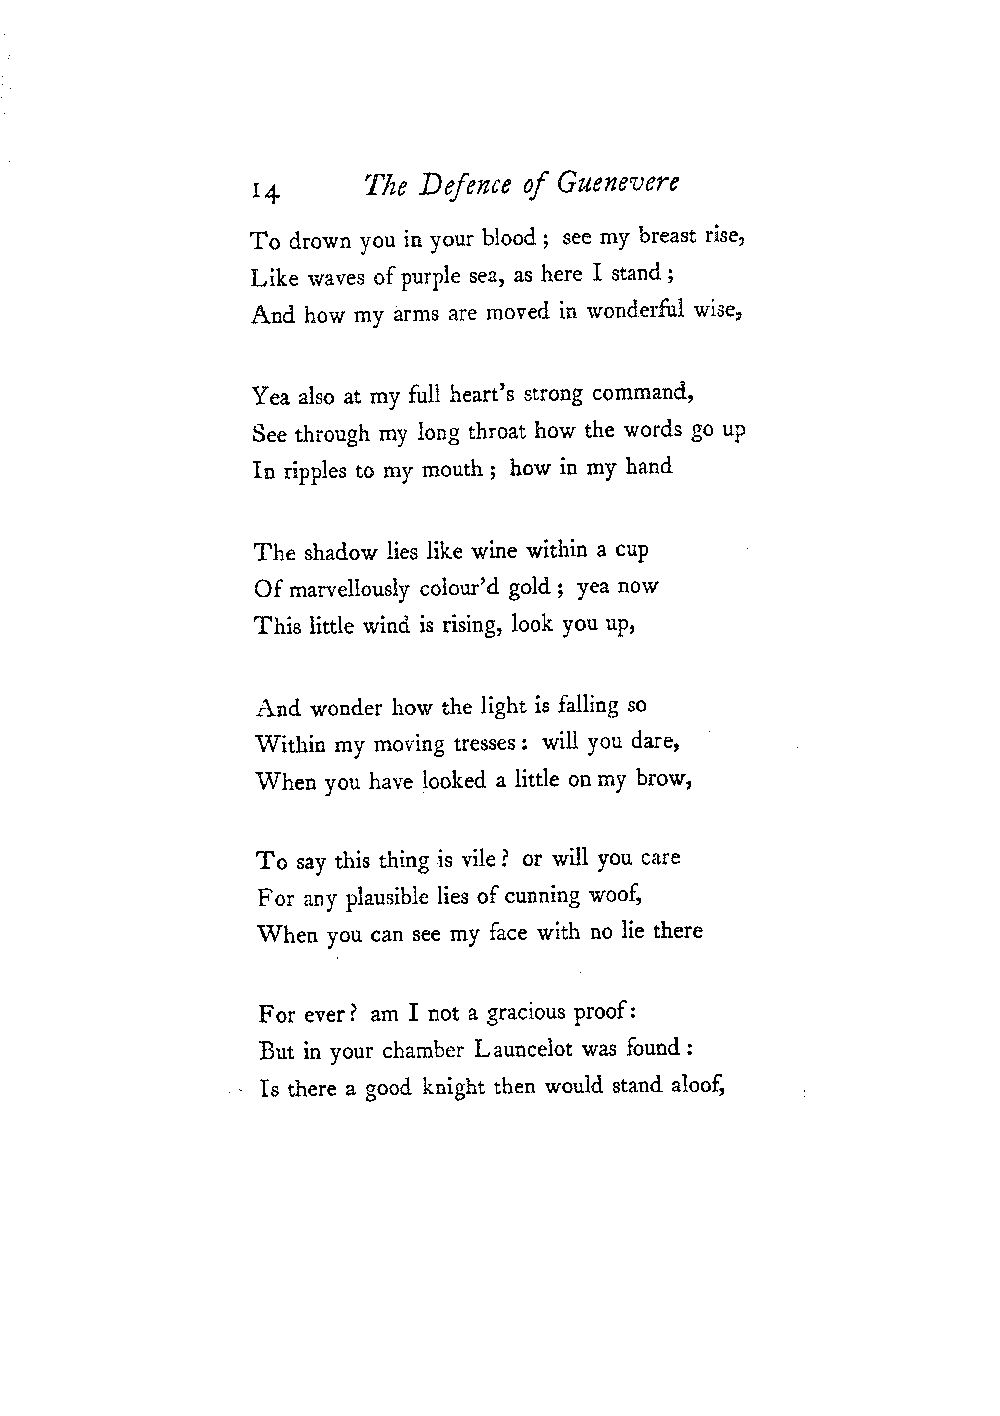 14 The Defence of Guenevere
To drown you in your blood ; see my breast rise,
Like waves of purple sea, as here I stand ;
And how my arms are moved in wonderful wise,
Yea also at my full heart's strong command,
See through my long throat how the words go up
In ripples to my mouth ; how in my hand
The shadow lies like wine within a cup
Of marvellously colour'd gold ; yea now
This little wind is rising, look you up,
And wonder how the light is falling so
Within my moving tresses : will you dare,
When you have looked a little on my brow,
To say this thing is vile ? or will you care
For any plausible lies of cunning woof,
When you can see my face with no lie there
For ever ? am I not a gracious proof :
But in your chamber Launcelot was found :
Is there a good knight then would stand aloof,